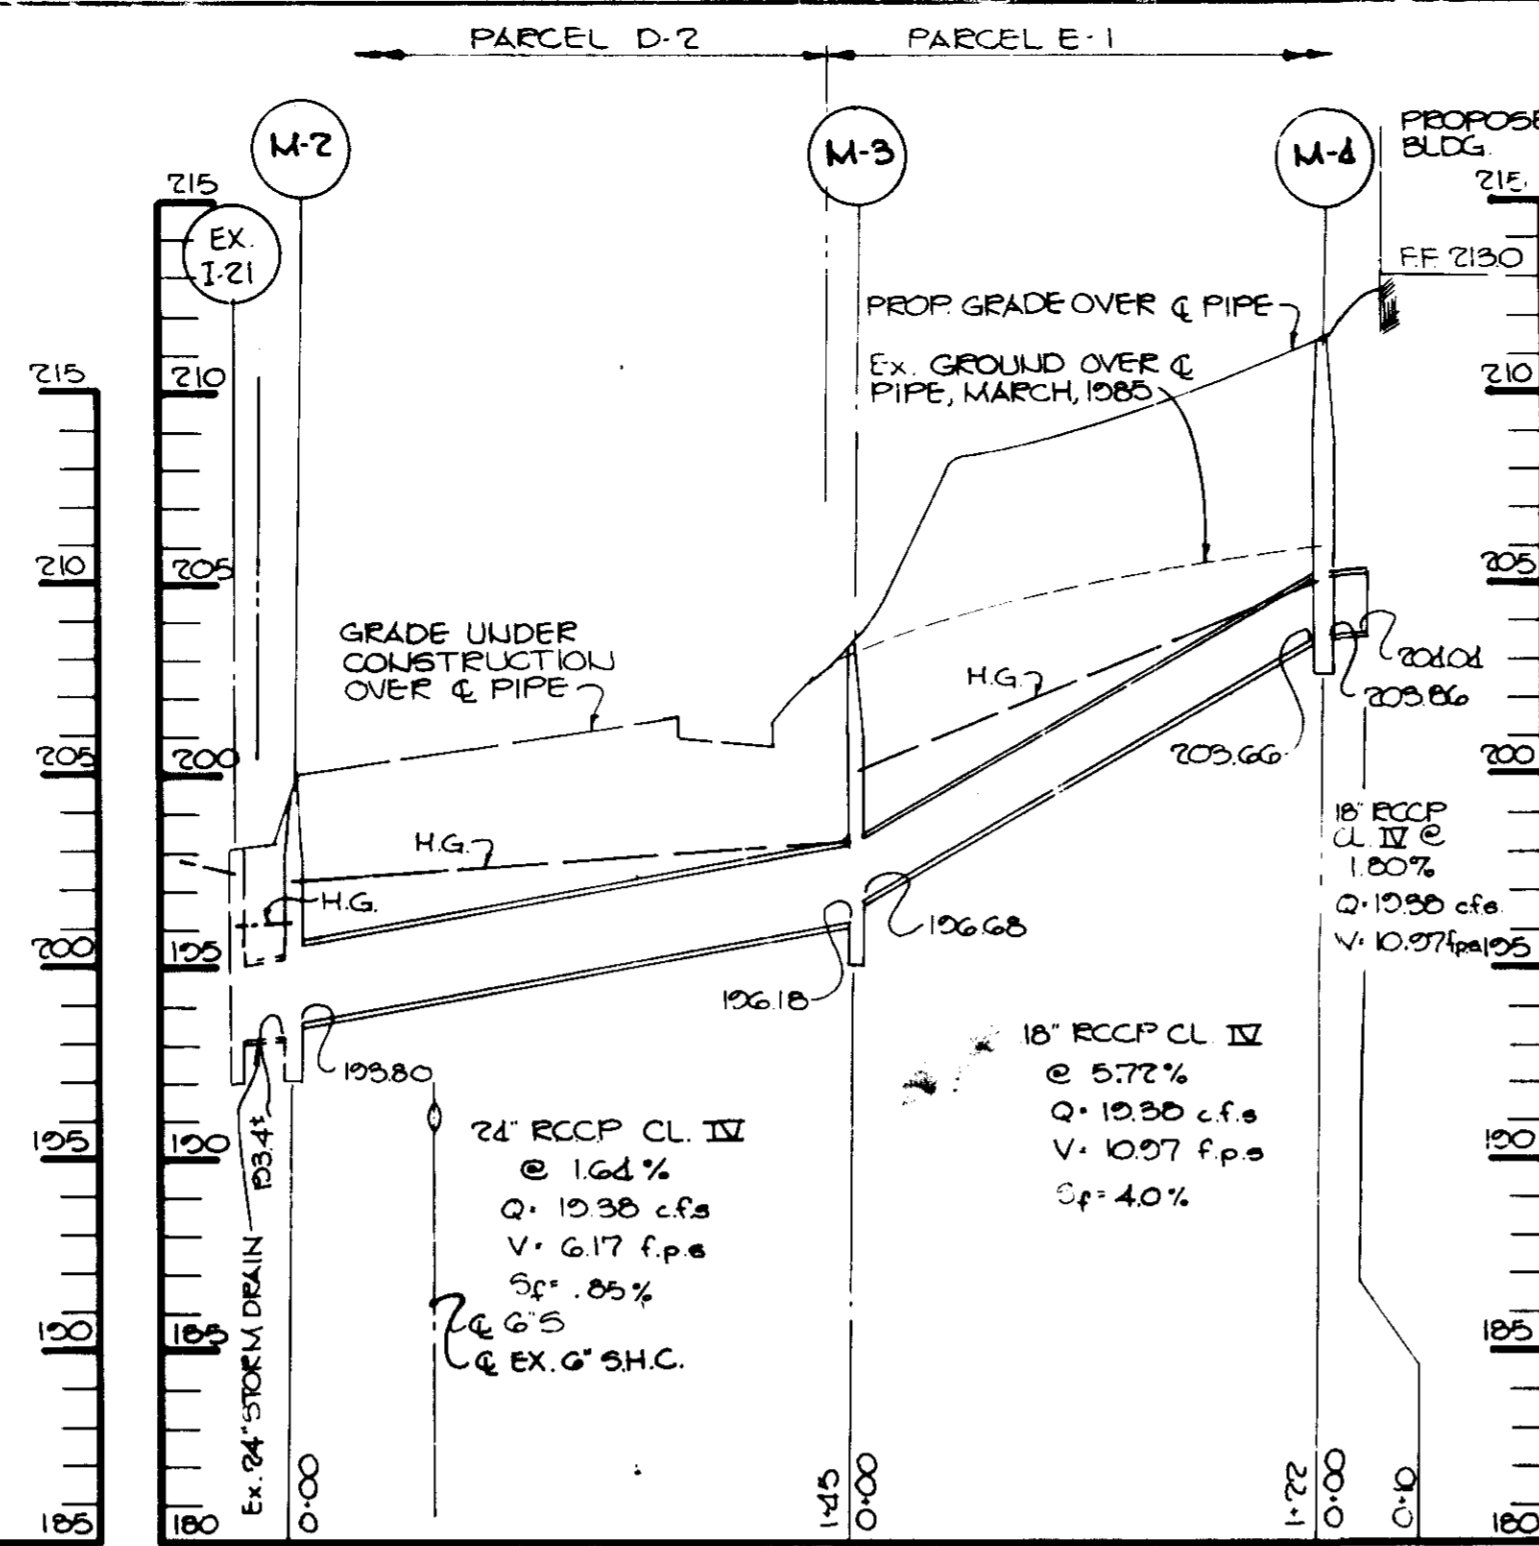 PARCEL D-2
PARCEL E-1
M-2
M-3
M-4
PROPOSE
BLDG.
EX.
I-21
F.F. 213.0
PROP. GRADE OVER ℄ PIPE
EX. GROUND OVER ℄
PIPE, MARCH, 1985
GRADE UNDER
CONSTRUCTION
OVER ℄ PIPE
H.G.
H.G.
H.G.
204.04
203.86
203.66
196.68
196.18
193.80
193.4±
18" RCCP
CL. IV @
1.80%
Q=19.38 cfs.
V=10.97fps
18" RCCP CL. IV
@ 5.72%
Q= 19.38 c.f.s
V= 10.97 f.p.s
Sf= 4.0%
24" RCCP CL. IV
@ 1.64%
Q= 19.38 c.f.s
V= 6.17 f.p.s
Sf= .85%
℄ 6"S
℄ EX. 6" S.H.C.
Ex. 24" STORM DRAIN
215
210
205
200
195
190
185
215
210
205
200
195
190
185
180
215
210
205
200
195
190
185
180
0+00
1+45
0+00
1+22
0+00
0+10